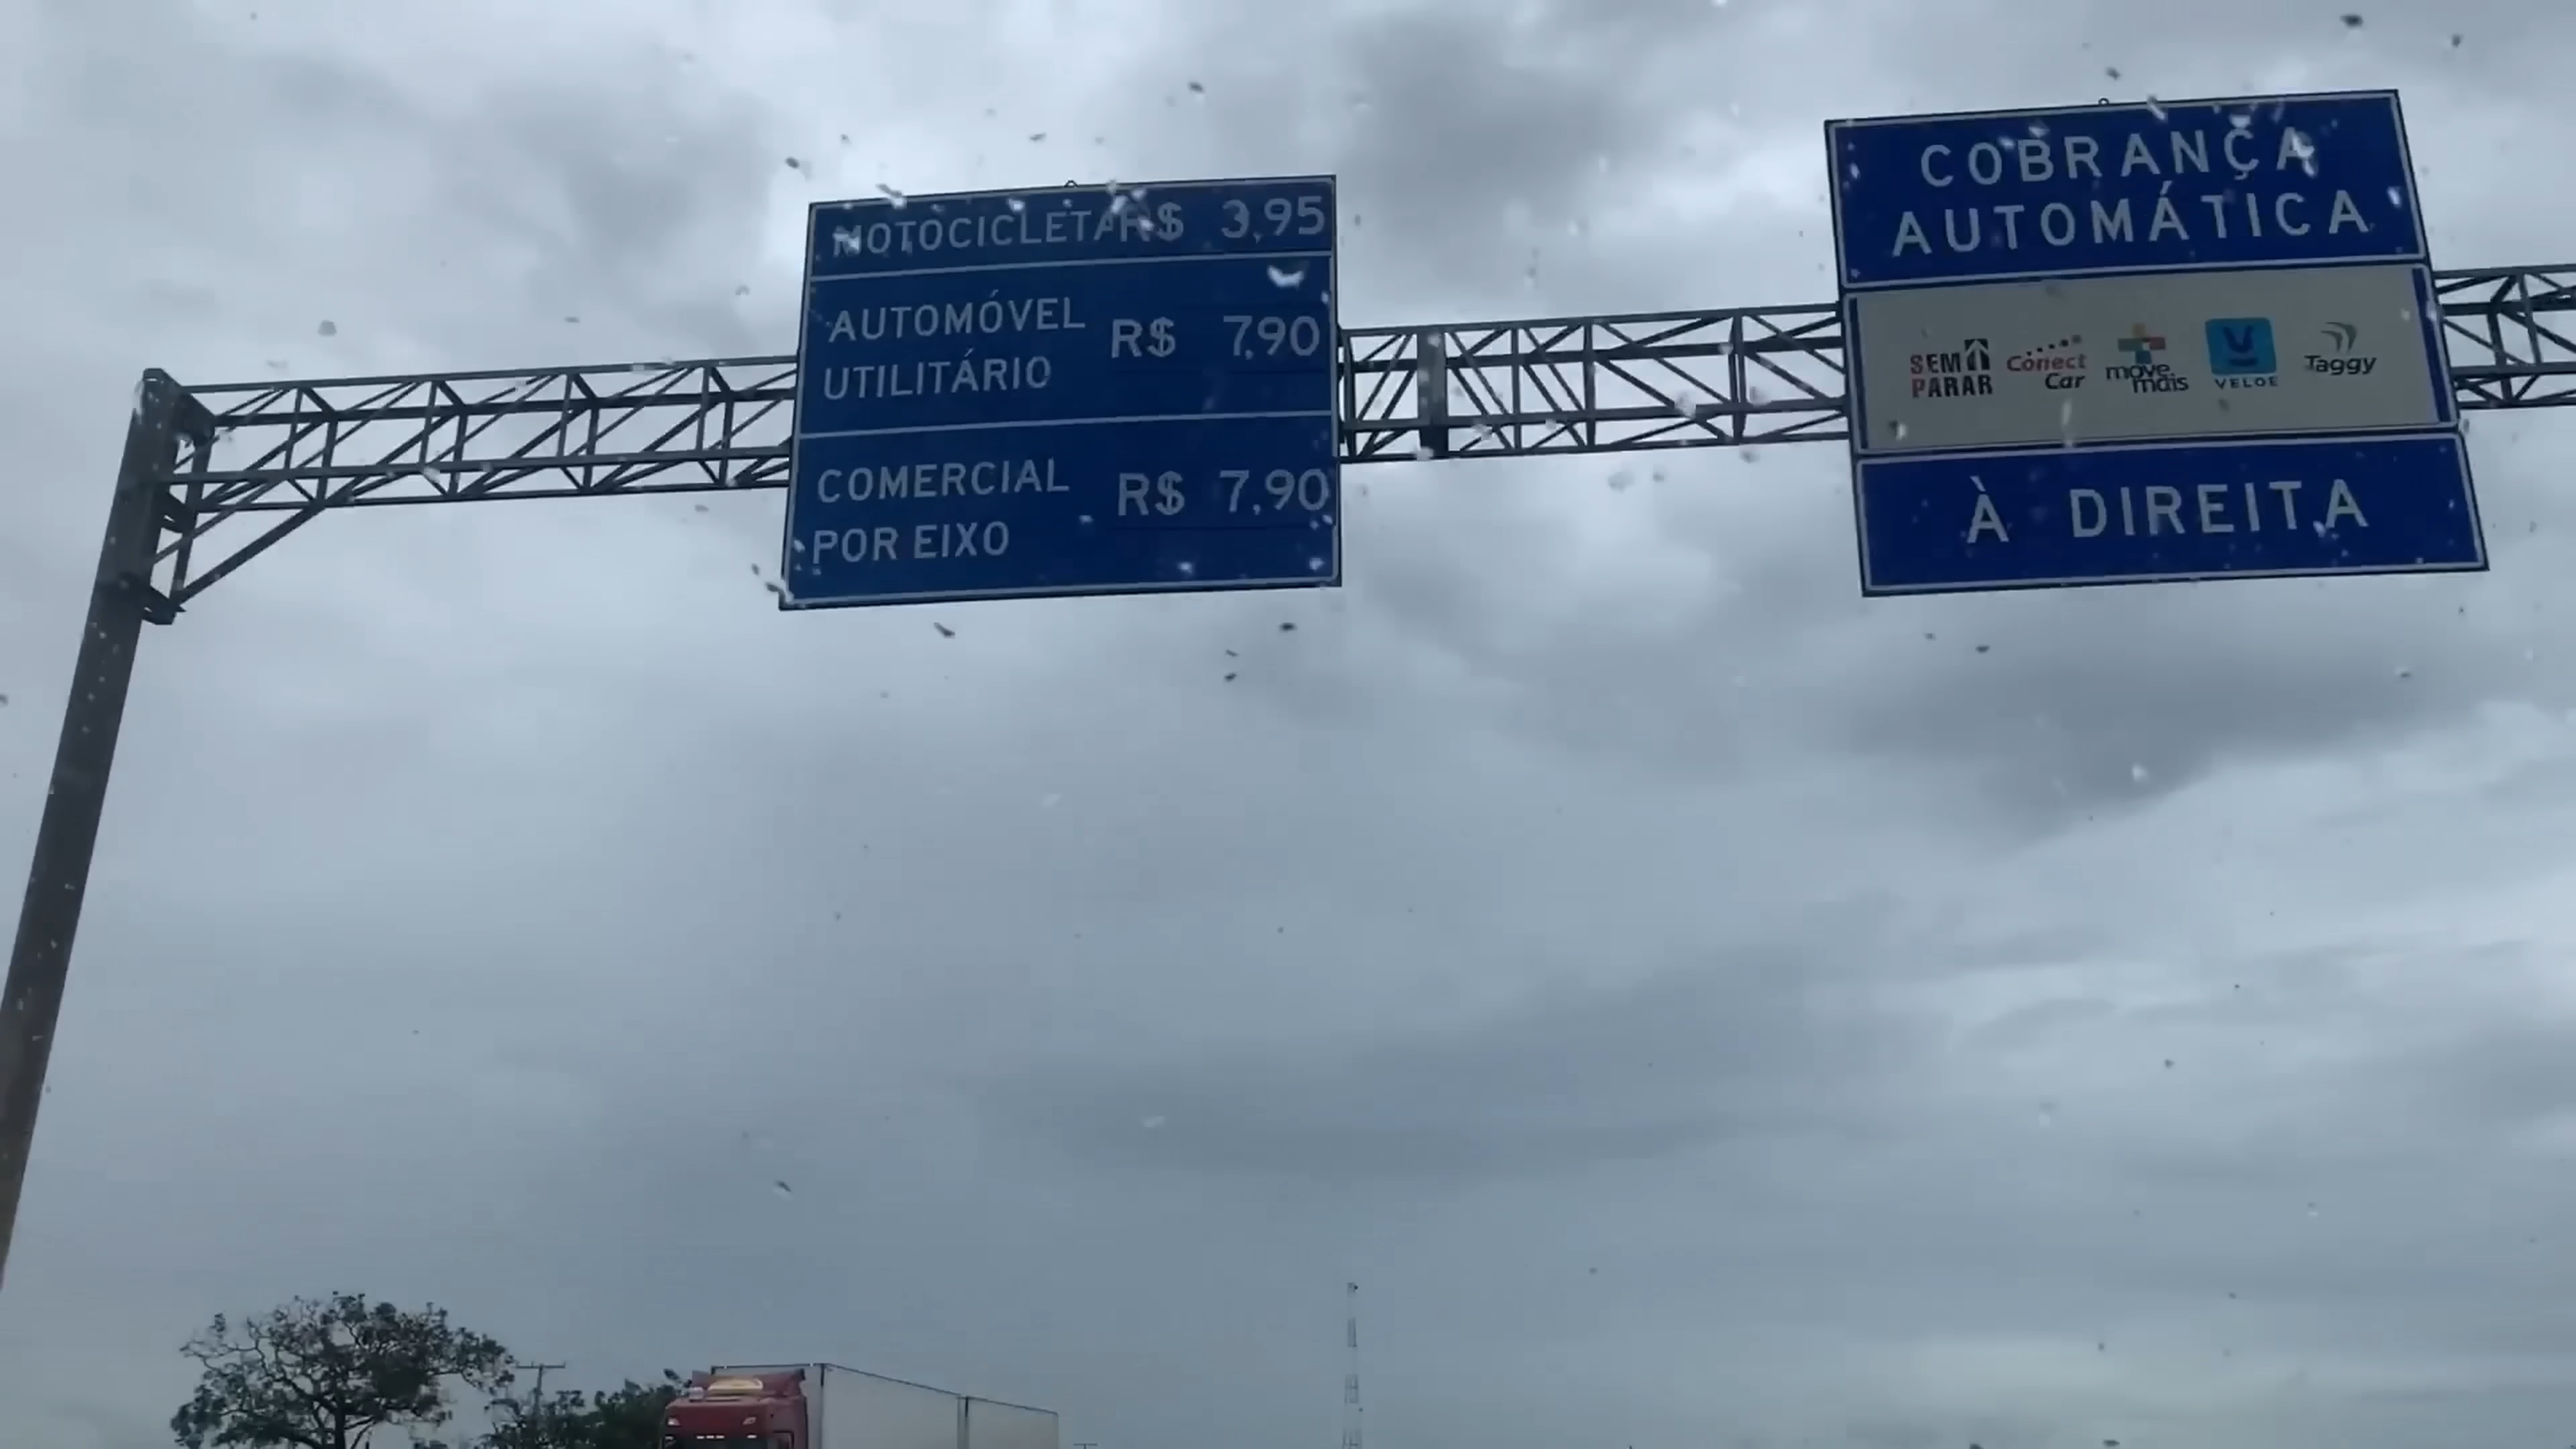 MOTOCICLETA R$ 3,95
AUTOMÓVEL
UTILITÁRIO
R$ 7,90
COMERCIAL
POR EIXO
R$ 7,90
COBRANÇA
AUTOMÁTICA
SEM
PARAR
Conect
Car
move
mais
VELOE
Taggy
À DIREITA